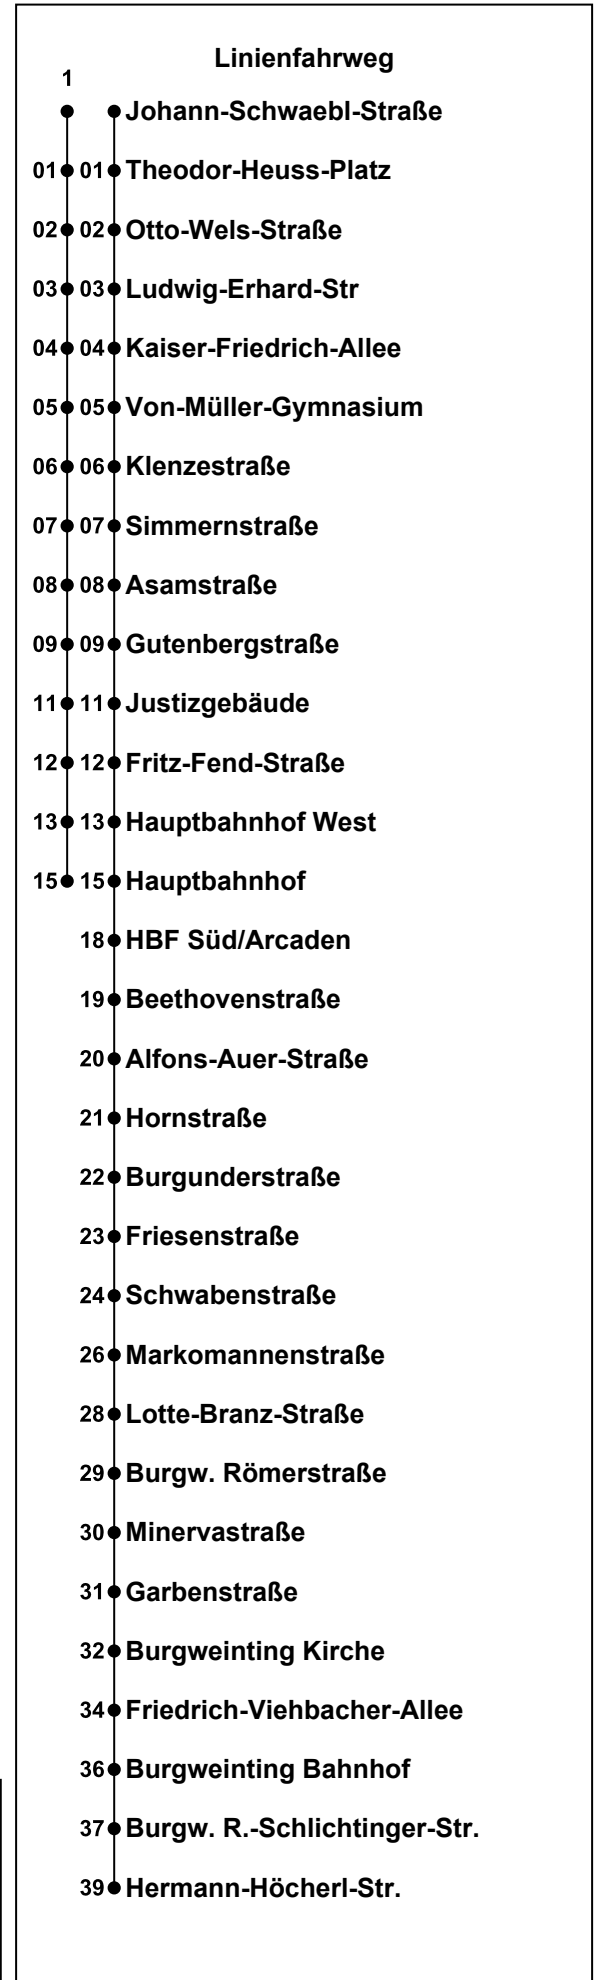 Linienfahrweg
1
Johann-Schwaebl-Straße
01 01 Theodor-Heuss-Platz
02 02 Otto-Wels-Straße
03 03 Ludwig-Erhard-Str
04 04 Kaiser-Friedrich-Allee
05 05 Von-Müller-Gymnasium
06 06 Klenzestraße
07 07 Simmernstraße
08 08 Asamstraße
09 09 Gutenbergstraße
11 11 Justizgebäude
12 12 Fritz-Fend-Straße
13 13 Hauptbahnhof West
15 15 Hauptbahnhof
18 HBF Süd/Arcaden
19 Beethovenstraße
20 Alfons-Auer-Straße
21 Hornstraße
22 Burgunderstraße
23 Friesenstraße
24 Schwabenstraße
26 Markomannenstraße
28 Lotte-Branz-Straße
29 Burgw. Römerstraße
30 Minervastraße
31 Garbenstraße
32 Burgweinting Kirche
34 Friedrich-Viehbacher-Allee
36 Burgweinting Bahnhof
37 Burgw. R.-Schlichtinger-Str.
39 Hermann-Höcherl-Str.